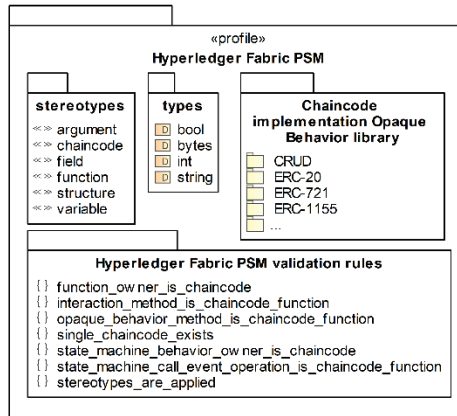 «profile»
Hyperledger Fabric PSM
stereotypes
«» argument
«» chaincode
«» field
«» function
«» structure
«» variable
types
D bool
D bytes
D int
D string
Chaincode
implementation Opaque
Behavior library
CRUD
ERC-20
ERC-721
ERC-1155
...
Hyperledger Fabric PSM validation rules
{} function_owner_is_chaincode
{} interaction_method_is_chaincode_function
{} opaque_behavior_method_is_chaincode_function
{} single_chaincode_exists
{} state_machine_behavior_owner_is_chaincode
{} state_machine_call_event_operation_is_chaincode_function
{} stereotypes_are_applied